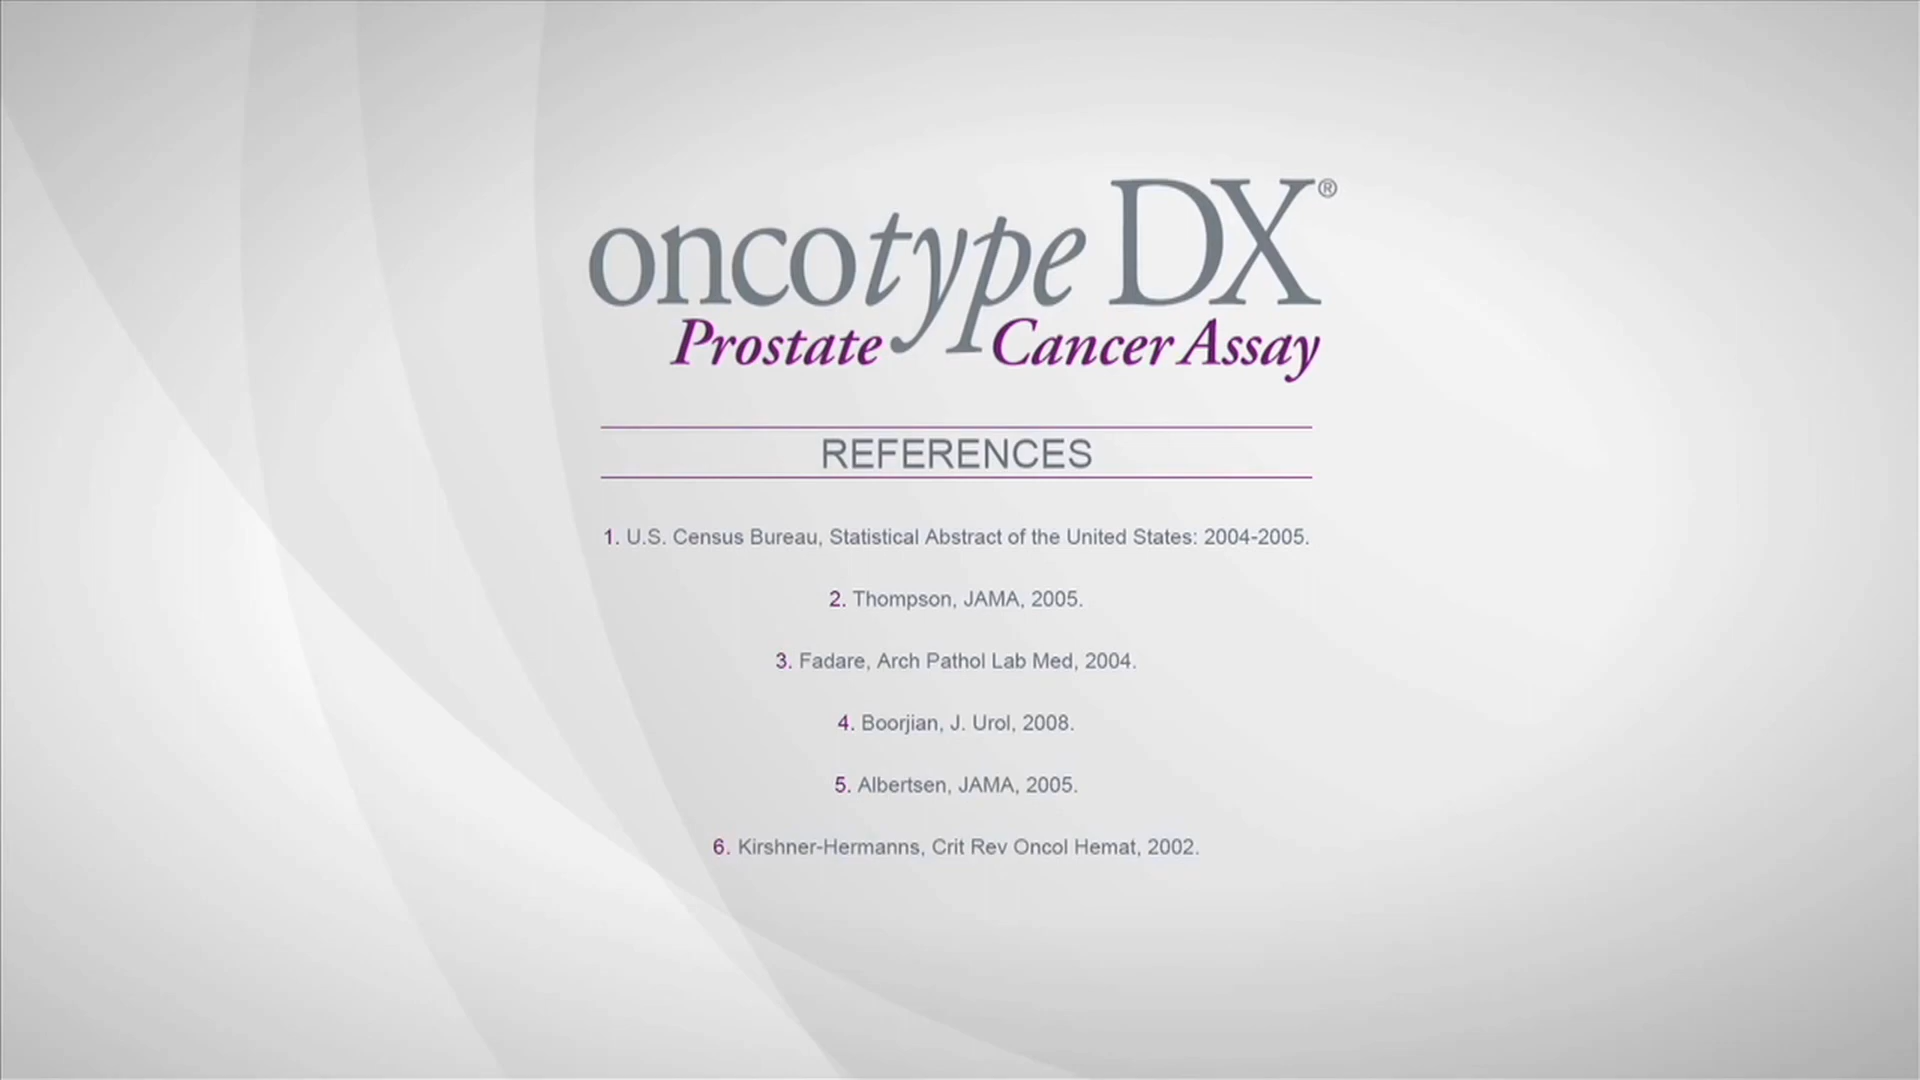 oncotype DX®
Prostate Cancer Assay
REFERENCES
1. U.S. Census Bureau, Statistical Abstract of the United States: 2004-2005.
2. Thompson, JAMA, 2005.
3. Fadare, Arch Pathol Lab Med, 2004.
4. Boorjian, J. Urol, 2008.
5. Albertsen, JAMA, 2005.
6. Kirshner-Hermanns, Crit Rev Oncol Hemat, 2002.